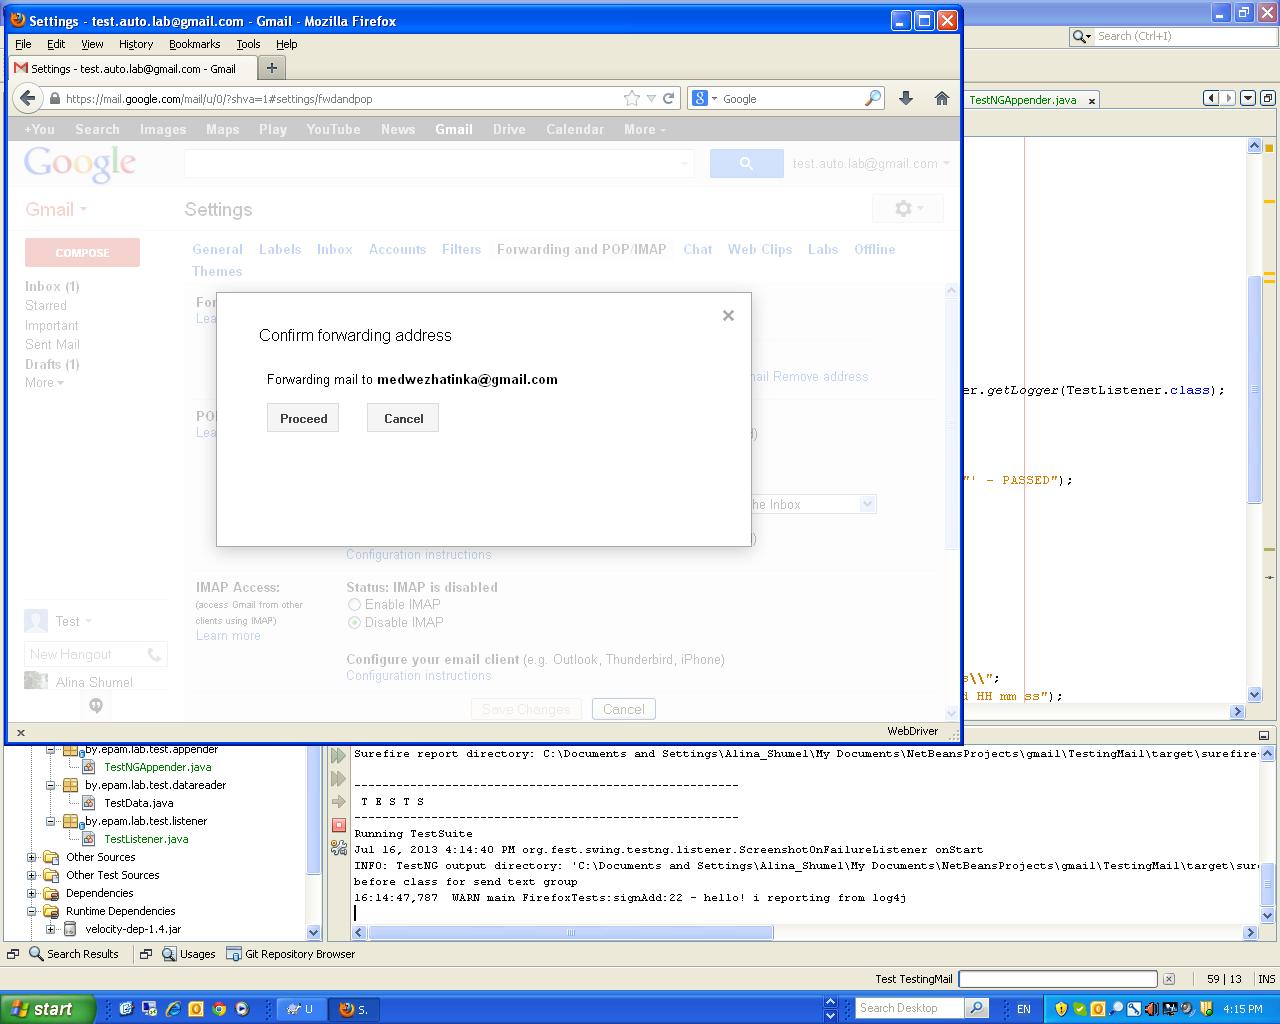 Settings - test.auto.lab@gmail.com - Gmail - Mozilla Firefox
File Edit View History Bookmarks Tools Help
Search (Ctrl+I)
Settings - test.auto.lab@gmail.com - Gmail
https://mail.google.com/mail/u/0/?shva=1#settings/fwdandpop
Google
TestNGAppender.java
+You Search Images Maps Play YouTube News Gmail Drive Calendar More
Google
test.auto.lab@gmail.com
Gmail
Settings
COMPOSE
General Labels Inbox Accounts Filters Forwarding and POP/IMAP Chat Web Clips Labs Offline
Themes
Inbox (1)
Starred
Important
Sent Mail
Drafts (1)
More
For
Lea
Confirm forwarding address
Forwarding mail to medwezhatinka@gmail.com
Proceed Cancel
ail Remove address
PO
Lea
d)
he Inbox
)
Configuration instructions
IMAP Access:
(access Gmail from other
clients using IMAP)
Learn more
Status: IMAP is disabled
Enable IMAP
Disable IMAP
Configure your email client (e.g. Outlook, Thunderbird, iPhone)
Configuration instructions
Save Changes Cancel
Test
New Hangout
Alina Shumel
WebDriver
er.getLogger(TestListener.class);
"' - PASSED");
s\\";
d HH mm ss");
by.epam.lab.test.appender
TestNGAppender.java
by.epam.lab.test.datareader
TestData.java
by.epam.lab.test.listener
TestListener.java
Other Sources
Other Test Sources
Dependencies
Runtime Dependencies
velocity-dep-1.4.jar
Surefire report directory: C:\Documents and Settings\Alina_Shumel\My Documents\NetBeansProjects\gmail\TestingMail\target\surefire-
-------------------------------------------------------
T E S T S
-------------------------------------------------------
Running TestSuite
Jul 16, 2013 4:14:40 PM org.fest.swing.testng.listener.ScreenshotOnFailureListener onStart
INFO: TestNG output directory: 'C:\Documents and Settings\Alina_Shumel\My Documents\NetBeansProjects\gmail\TestingMail\target\sure
before class for send text group
16:14:47,787  WARN main FirefoxTests:signAdd:22 - hello! i reporting from log4j
Search Results Usages Git Repository Browser
Test TestingMail 59 | 13 INS
start U S. Search Desktop EN 4:15 PM